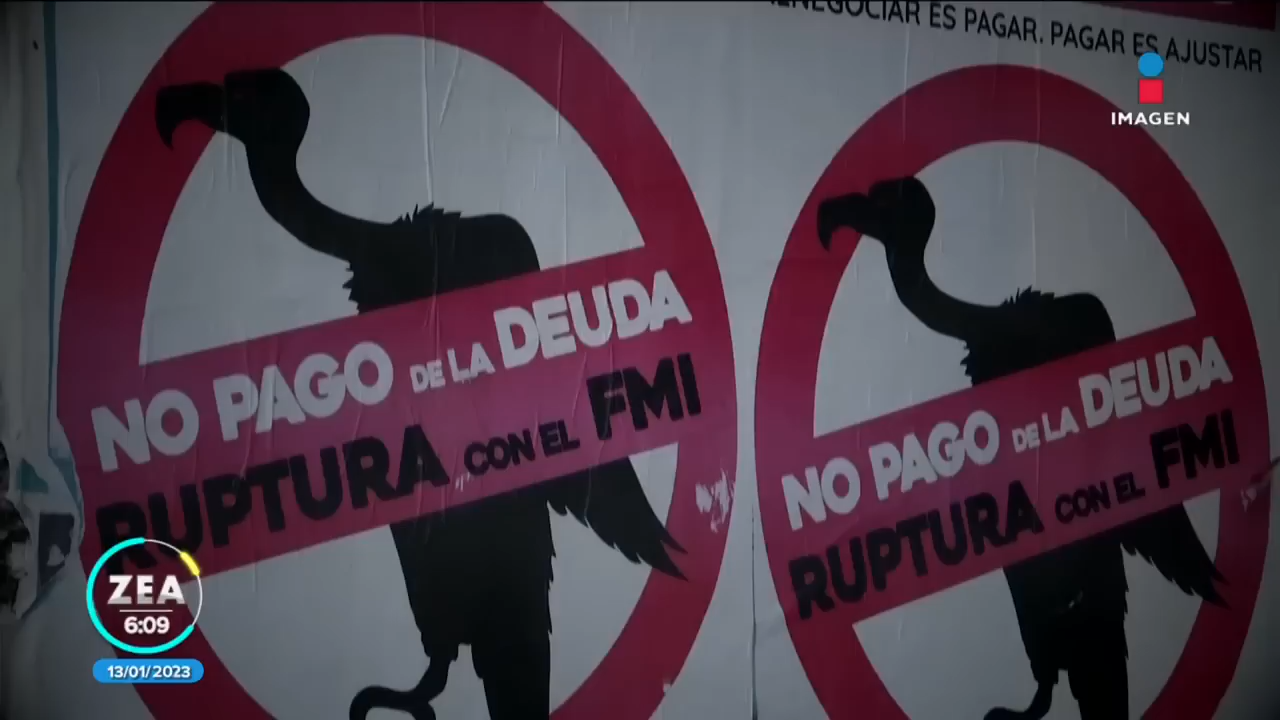 ES PAGAR. PAGAR ES AJUSTAR
IMAGEN
NO PAGO DE LA DEUDA
RUPTURA CON EL FMI
NO PAGO DE LA DEUDA
RUPTURA CON EL FMI
ZEA
6:09
13/01/2023